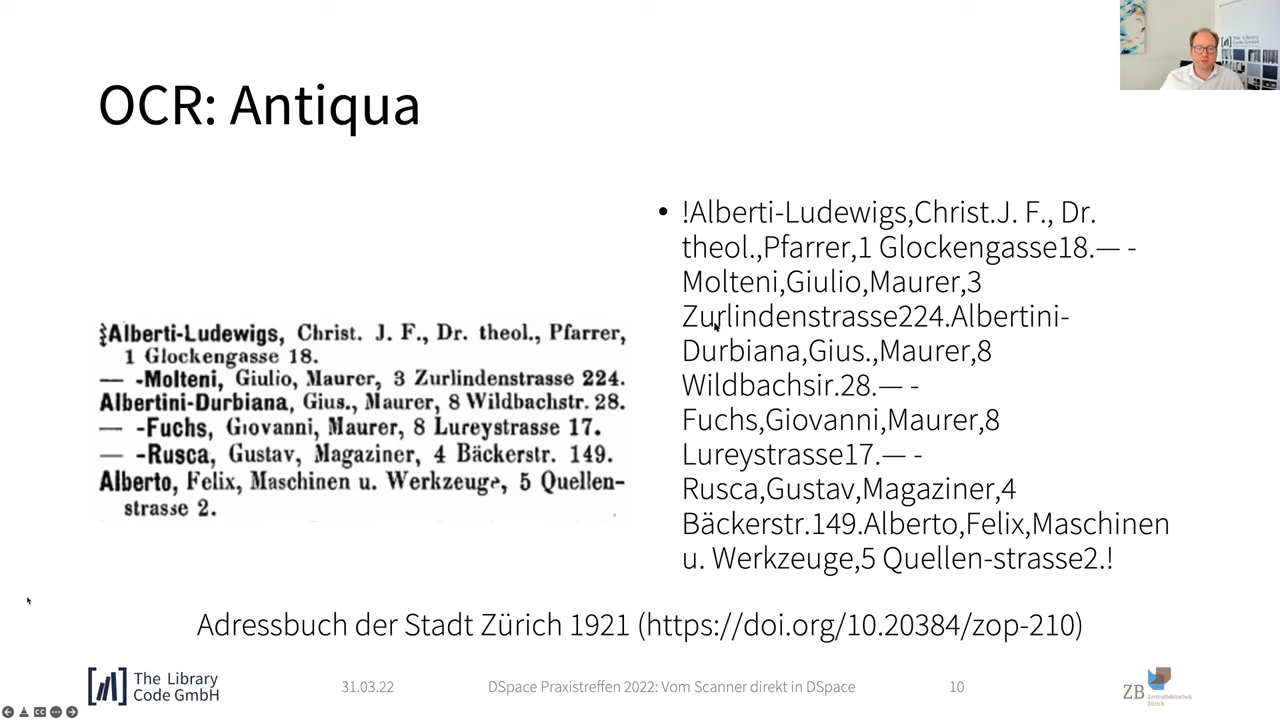 The Library
Code GmbH
OCR: Antiqua
Alberti-Ludewigs, Christ. J. F., Dr. theol., Pfarrer,
1 Glockengasse 18.
— -Molteni, Giulio, Maurer, 3 Zurlindenstrasse 224.
Albertini-Durbiana, Gius., Maurer, 8 Wildbachstr. 28.
— -Fuchs, Giovanni, Maurer, 8 Lureystrasse 17.
— -Rusca, Gustav, Magaziner, 4 Bäckerstr. 149.
Alberto, Felix, Maschinen u. Werkzeuge, 5 Quellen-
strasse 2.
• !Alberti-Ludewigs,Christ.J. F., Dr.
theol.,Pfarrer,1 Glockengasse18.— -
Molteni,Giulio,Maurer,3
Zurlindenstrasse224.Albertini-
Durbiana,Gius.,Maurer,8
Wildbachsir.28.— -
Fuchs,Giovanni,Maurer,8
Lureystrasse17.— -
Rusca,Gustav,Magaziner,4
Bäckerstr.149.Alberto,Felix,Maschinen
u. Werkzeuge,5 Quellen-strasse2.!
Adressbuch der Stadt Zürich 1921 (https://doi.org/10.20384/zop-210)
The Library
Code GmbH
31.03.22
DSpace Praxistreffen 2022: Vom Scanner direkt in DSpace
10
ZB Zentralbibliothek
Zürich
CC